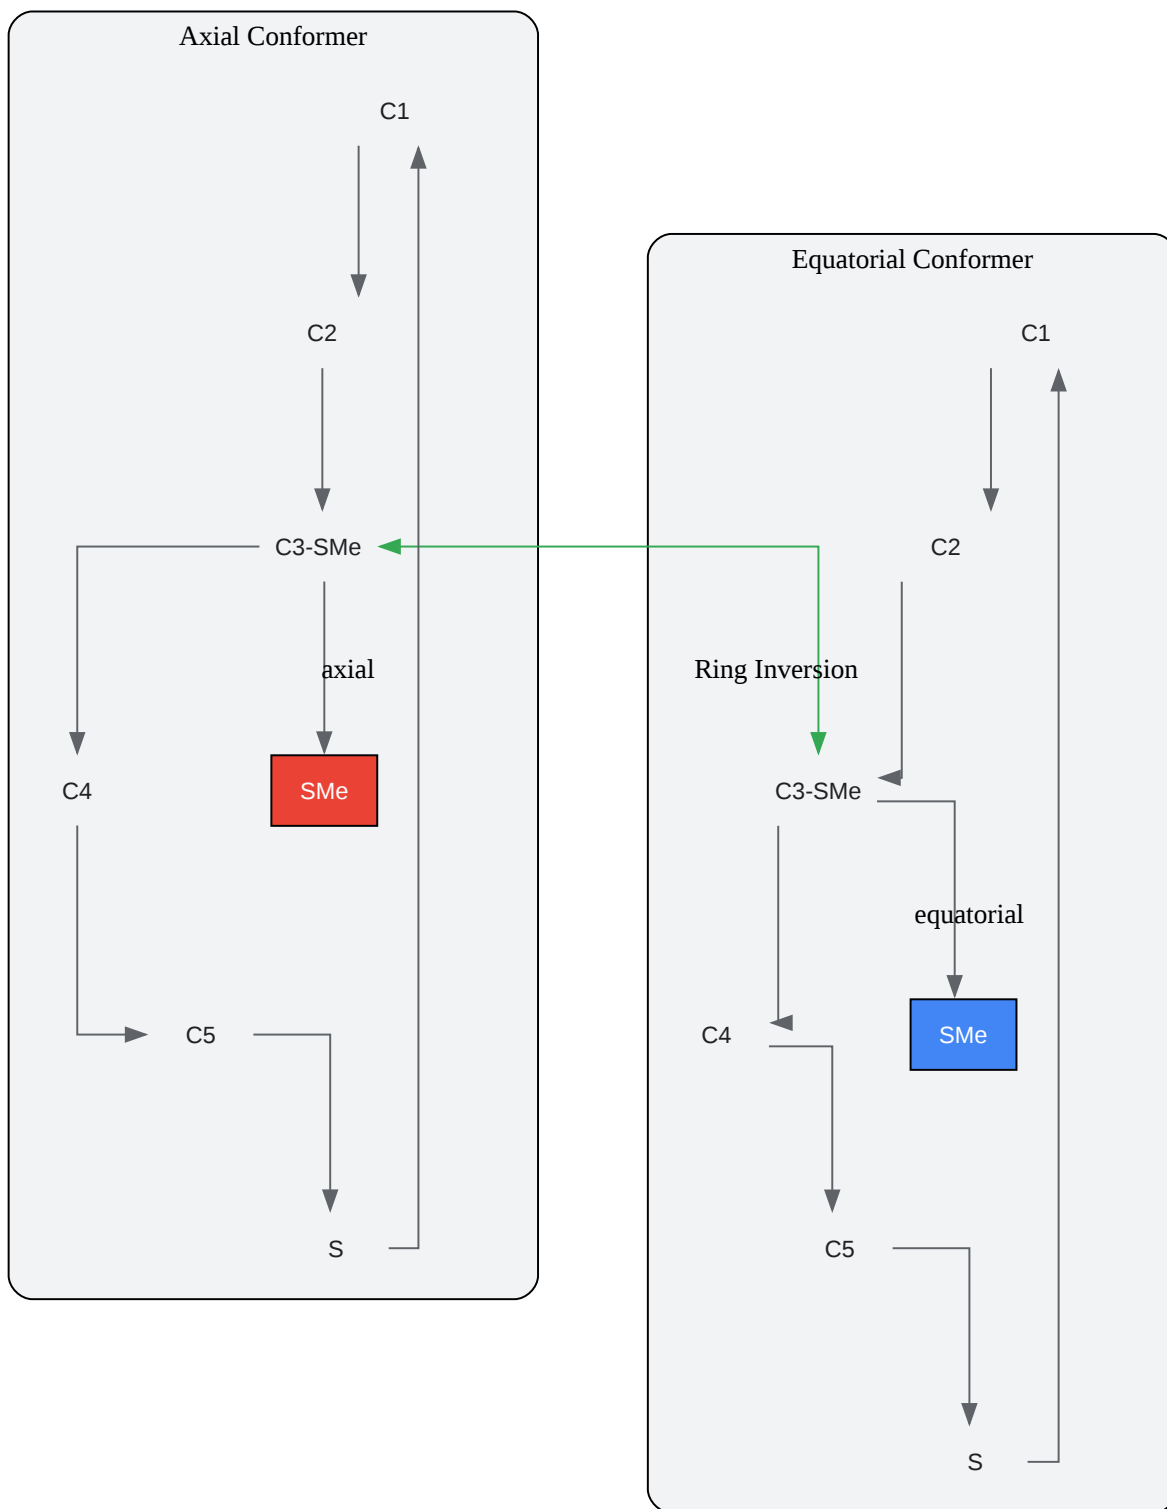 Axial Conformer
C1
C2
C3-SMe
axial
C4
SMe
C5
S
Equatorial Conformer
C1
C2
Ring Inversion
C3-SMe
equatorial
C4
SMe
C5
S